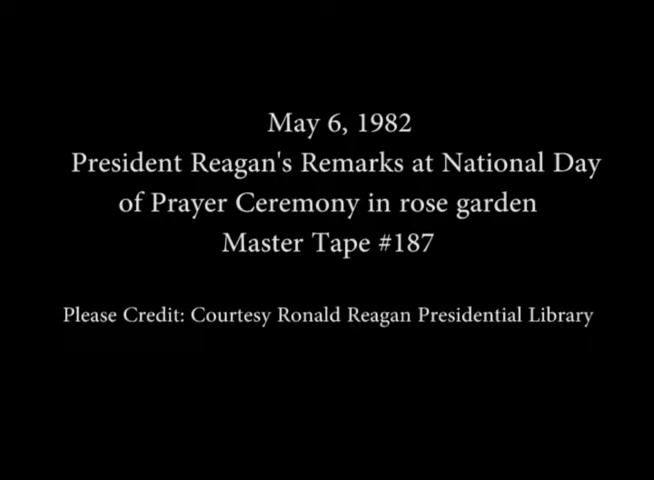 May 6, 1982
President Reagan's Remarks at National Day
of Prayer Ceremony in rose garden
Master Tape #187
Please Credit: Courtesy Ronald Reagan Presidential Library